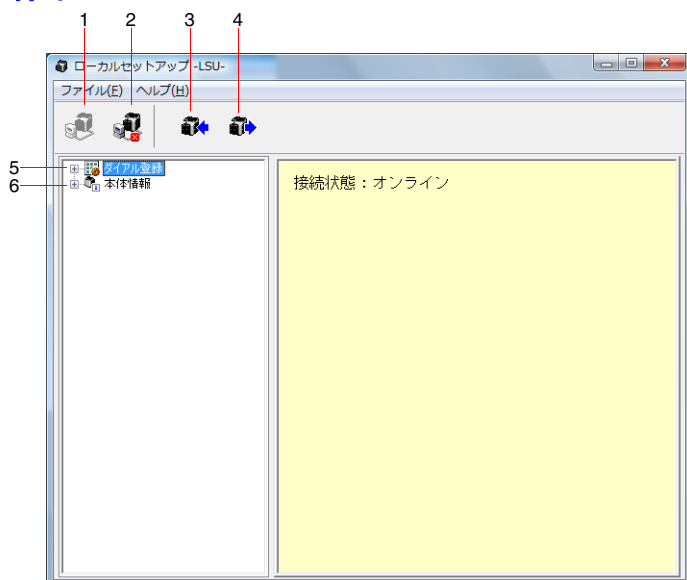 1 2 3 4
ローカルセットアップ -LSU-
ファイル(F) ヘルプ(H)
5 ダイアル登録
6 本体情報
接続状態：オンライン